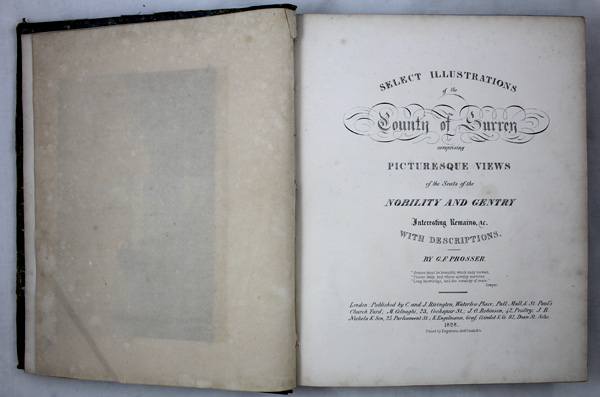 SELECT ILLUSTRATIONS
of the
County of Surrey
comprising
PICTURESQUE VIEWS
of the Seats of the
NOBILITY AND GENTRY
Interesting Remains, &c.
WITH DESCRIPTIONS.
BY G. F. PROSSER.
Cowper.
London. Published by C. and J. Rivington, Waterloo Place, Pall Mall, & St. Paul's
Church Yard; M. Colnaghi, 23, Cockspur St.; J. O. Robinson, 42, Poultry; J. B.
Nichols & Son, 25 Parliament St.; & Engelmann, Graf, Coindet & Co. 92, Dean St. Soho
1828.